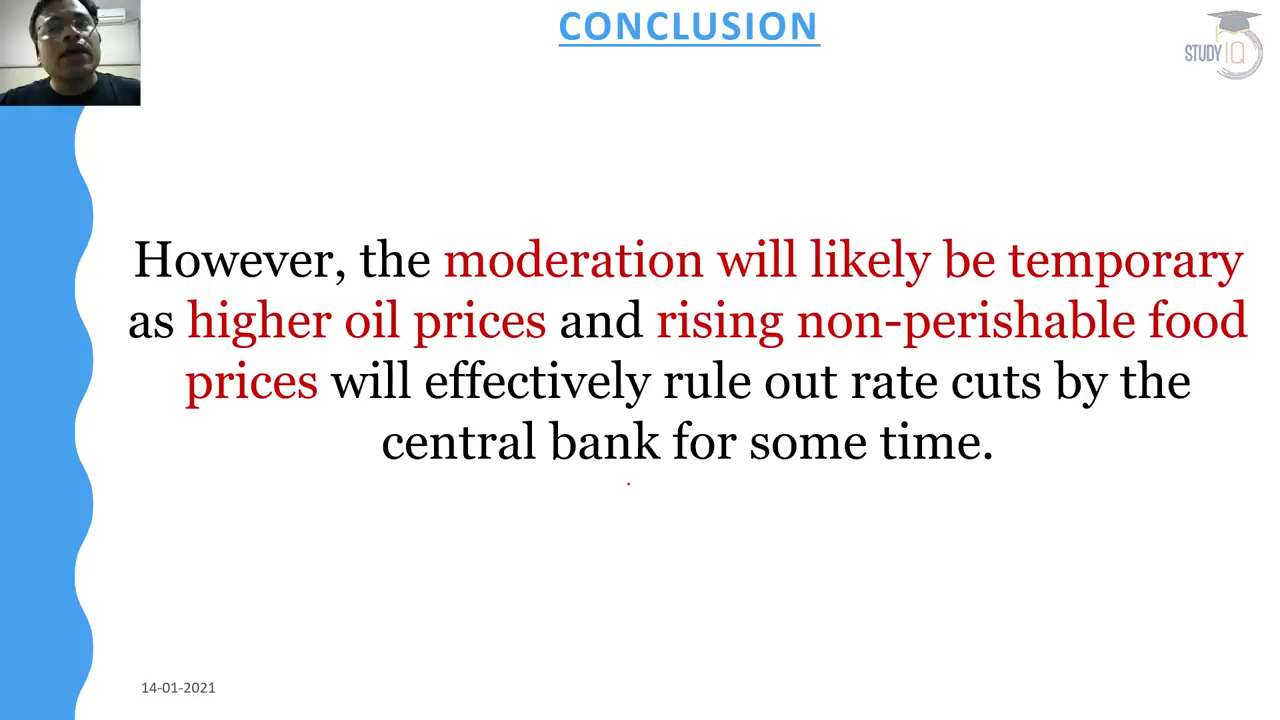 CONCLUSION
STUDY IQ
However, the moderation will likely be temporary
as higher oil prices and rising non-perishable food
prices will effectively rule out rate cuts by the
central bank for some time.
14-01-2021